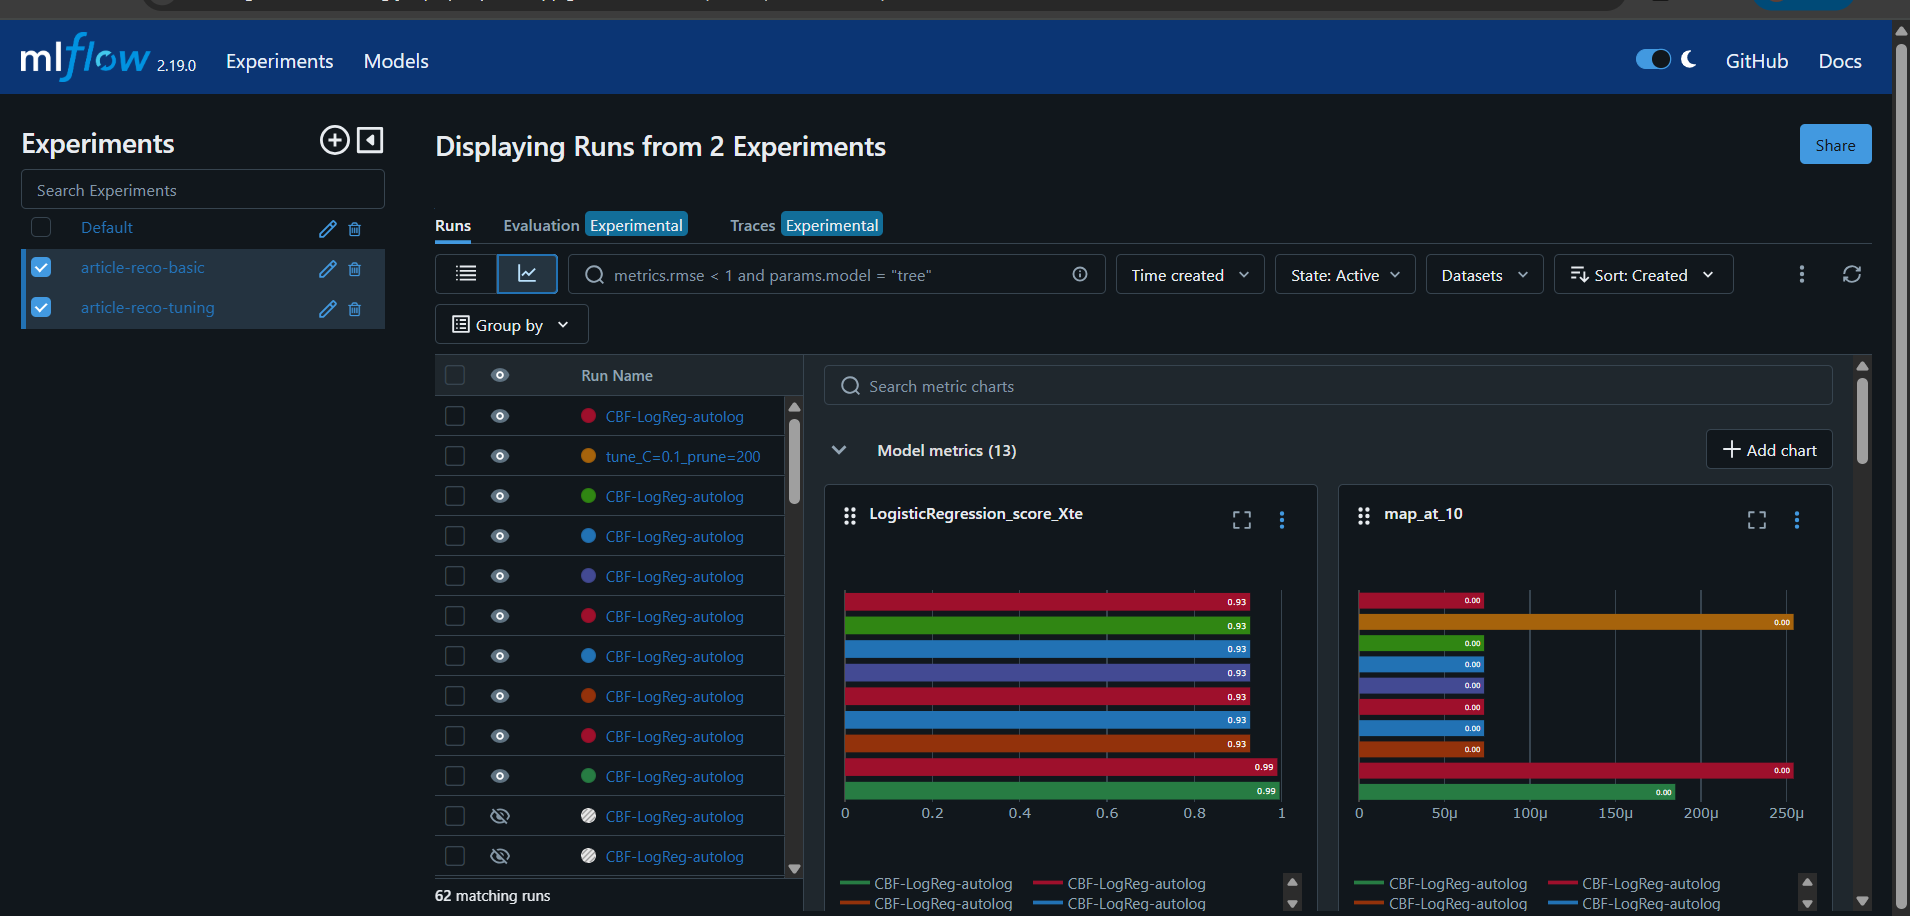 mlflow 2.19.0 Experiments Models GitHub Docs
Experiments
Search Experiments
Default
article-reco-basic
article-reco-tuning
Displaying Runs from 2 Experiments
Share
Runs Evaluation Experimental Traces Experimental
metrics.rmse < 1 and params.model = "tree" Time created State: Active Datasets Sort: Created
Group by
Run Name
CBF-LogReg-autolog
tune_C=0.1_prune=200
CBF-LogReg-autolog
CBF-LogReg-autolog
CBF-LogReg-autolog
CBF-LogReg-autolog
CBF-LogReg-autolog
CBF-LogReg-autolog
CBF-LogReg-autolog
CBF-LogReg-autolog
CBF-LogReg-autolog
CBF-LogReg-autolog
62 matching runs
Search metric charts
Model metrics (13)
Add chart
LogisticRegression_score_Xte
0.93
0.93
0.93
0.93
0.93
0.93
0.93
0.99
0.99
0 0.2 0.4 0.6 0.8 1
CBF-LogReg-autolog CBF-LogReg-autolog
CBF-LogReg-autolog CBF-LogReg-autolog
map_at_10
0.00
0.00
0.00
0.00
0.00
0.00
0.00
0.00
0.00
0.00
0 50μ 100μ 150μ 200μ 250μ
CBF-LogReg-autolog CBF-LogReg-autolog
CBF-LogReg-autolog CBF-LogReg-autolog